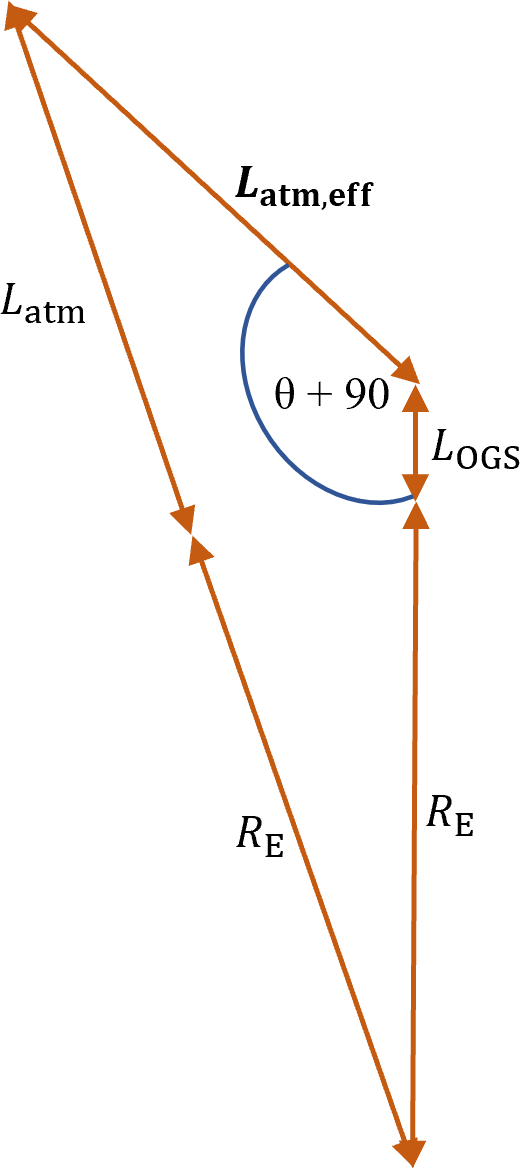 L_atm,eff
L_atm
θ + 90
L_OGS
R_E
R_E